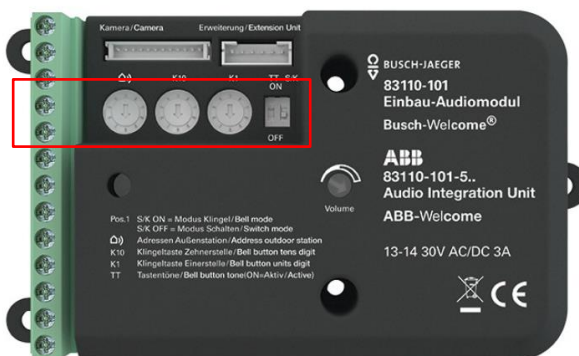 Kamera/Camera Erweiterung/Extension Unit
K10 K1 TT S/K
ON
OFF
BUSCH-JAEGER
83110-101
Einbau-Audiomodul
Busch-Welcome®
ABB
83110-101-5..
Audio Integration Unit
ABB-Welcome
Volume
13-14 30V AC/DC 3A
CE
Pos.1 S/K ON = Modus Klingel/Bell mode
S/K OFF = Modus Schalten/Switch mode
Adressen Außenstation/Address outdoor station
K10 Klingeltaste Zehnerstelle/Bell button tens digit
K1 Klingeltaste Einerstelle/Bell button units digit
TT Tastentöne/Bell button tone(ON=Aktiv/Active)